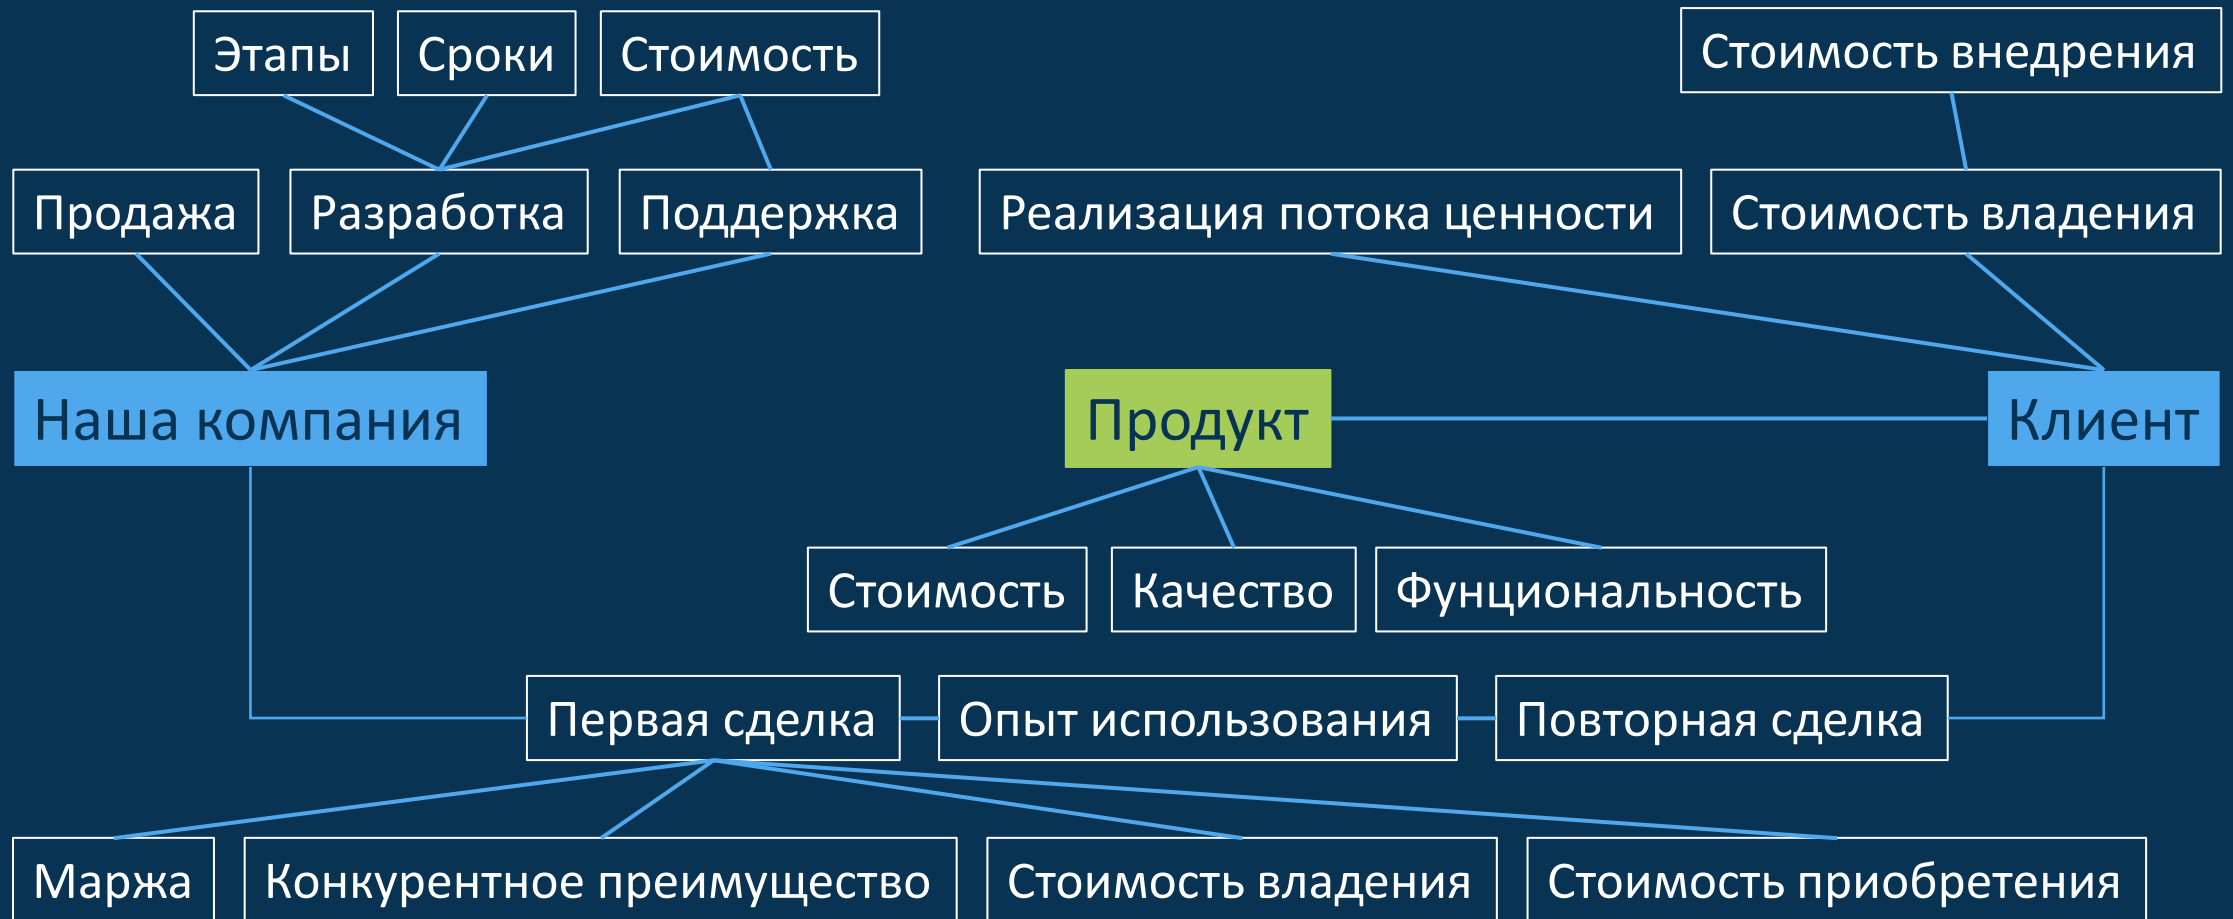 Этапы
Сроки
Стоимость
Стоимость внедрения
Продажа
Разработка
Поддержка
Реализация потока ценности
Стоимость владения
Наша компания
Продукт
Клиент
Стоимость
Качество
Фунциональность
Первая сделка
Опыт использования
Повторная сделка
Маржа
Конкурентное преимущество
Стоимость владения
Стоимость приобретения